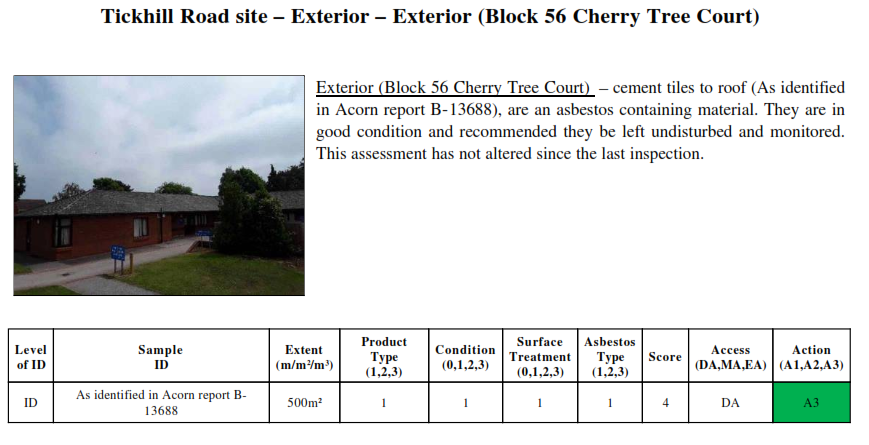 Tickhill Road site – Exterior – Exterior (Block 56 Cherry Tree Court)
Exterior (Block 56 Cherry Tree Court) – cement tiles to roof (As identified
in Acorn report B-13688), are an asbestos containing material. They are in
good condition and recommended they be left undisturbed and monitored.
This assessment has not altered since the last inspection.
Level
of ID
Sample
ID
Extent
(m/m²/m³)
Product
Type
(1,2,3)
Condition
(0,1,2,3)
Surface
Treatment
(0,1,2,3)
Asbestos
Type
(1,2,3)
Score
Access
(DA,MA,EA)
Action
(A1,A2,A3)
ID
As identified in Acorn report B-
13688
500m²
1
1
1
1
4
DA
A3